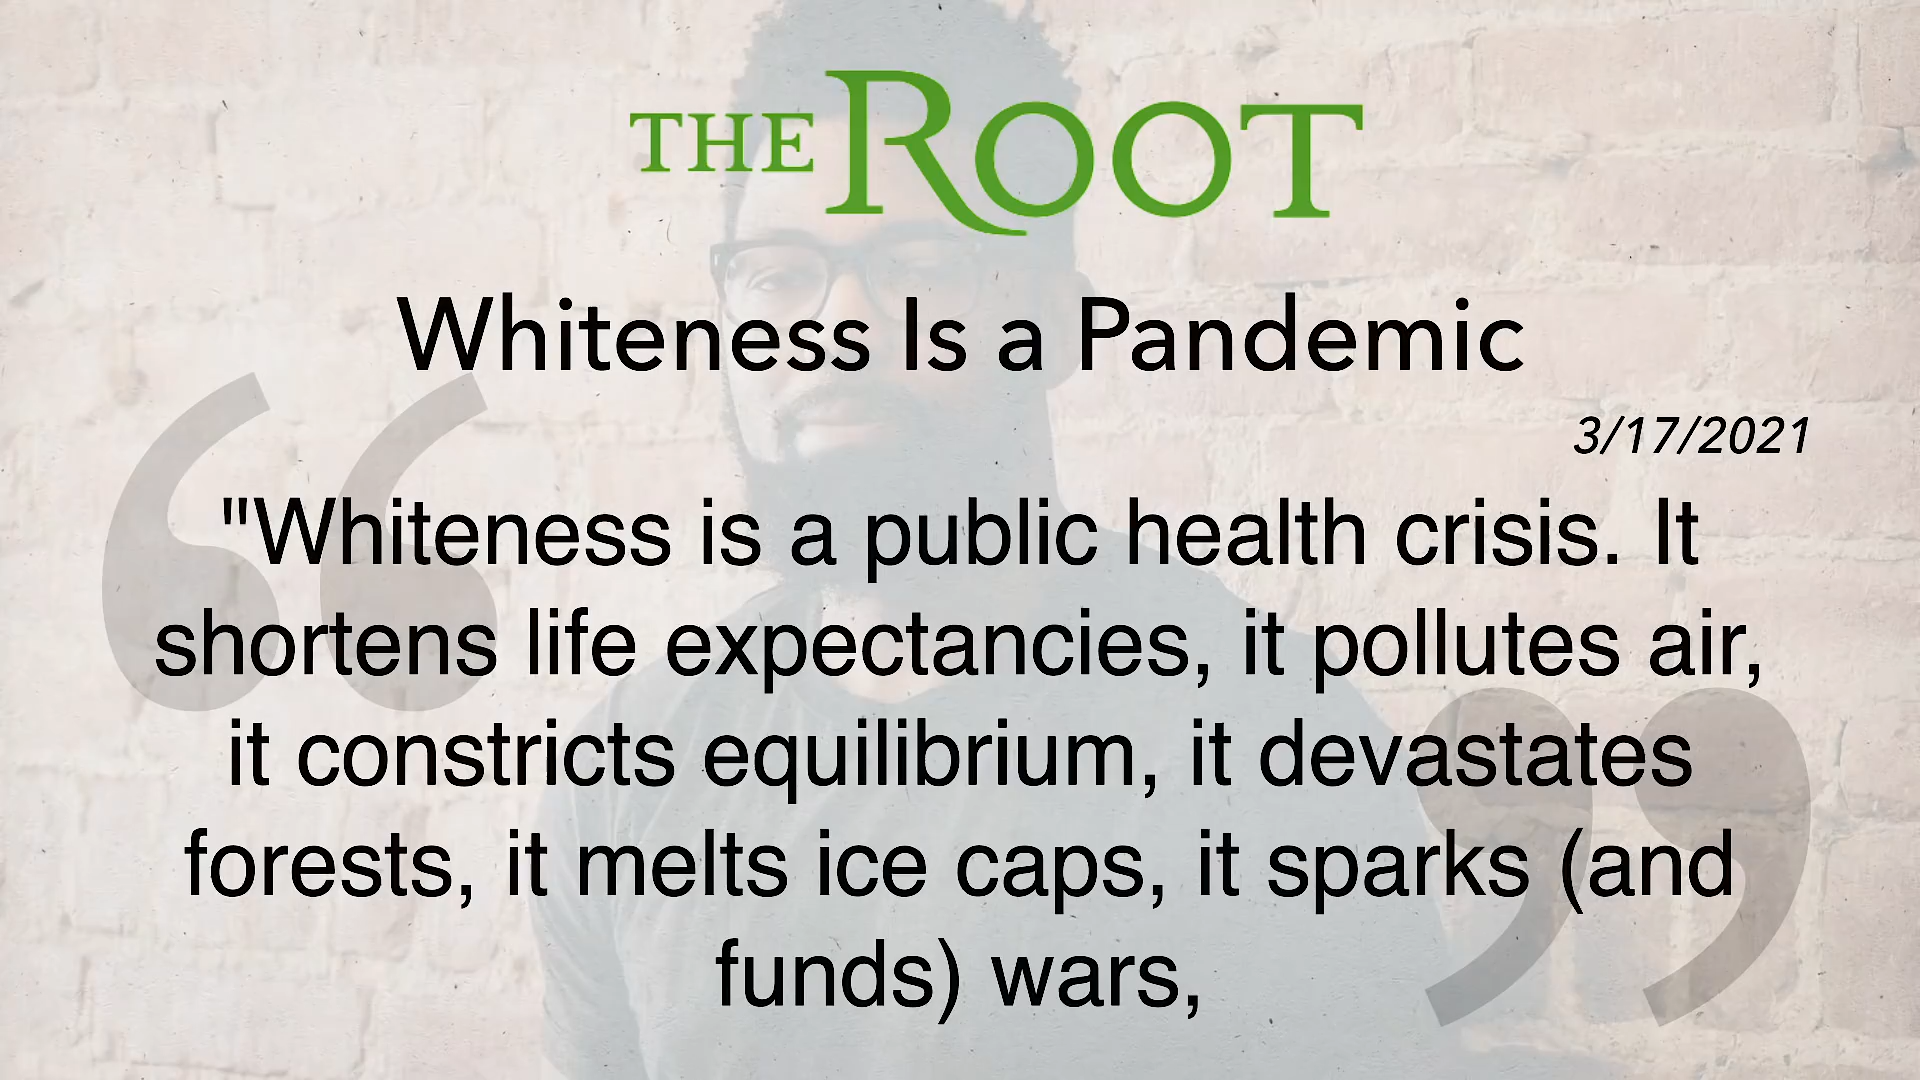 THE ROOT
Whiteness Is a Pandemic
3/17/2021
"Whiteness is a public health crisis. It
shortens life expectancies, it pollutes air,
it constricts equilibrium, it devastates
forests, it melts ice caps, it sparks (and
funds) wars,